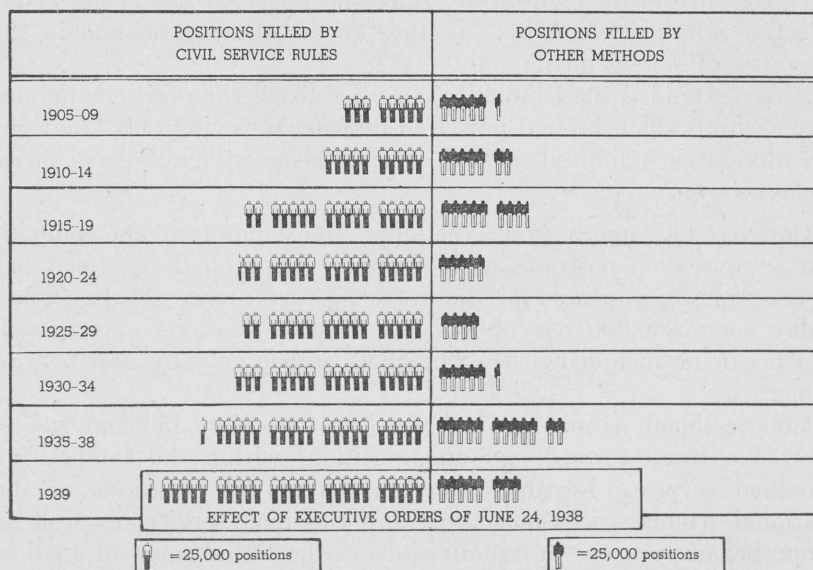 POSITIONS FILLED BY
CIVIL SERVICE RULES
POSITIONS FILLED BY
OTHER METHODS
1905–09
1910–14
1915–19
1920–24
1925–29
1930–34
1935–38
1939
EFFECT OF EXECUTIVE ORDERS OF JUNE 24, 1938
= 25,000 positions
= 25,000 positions